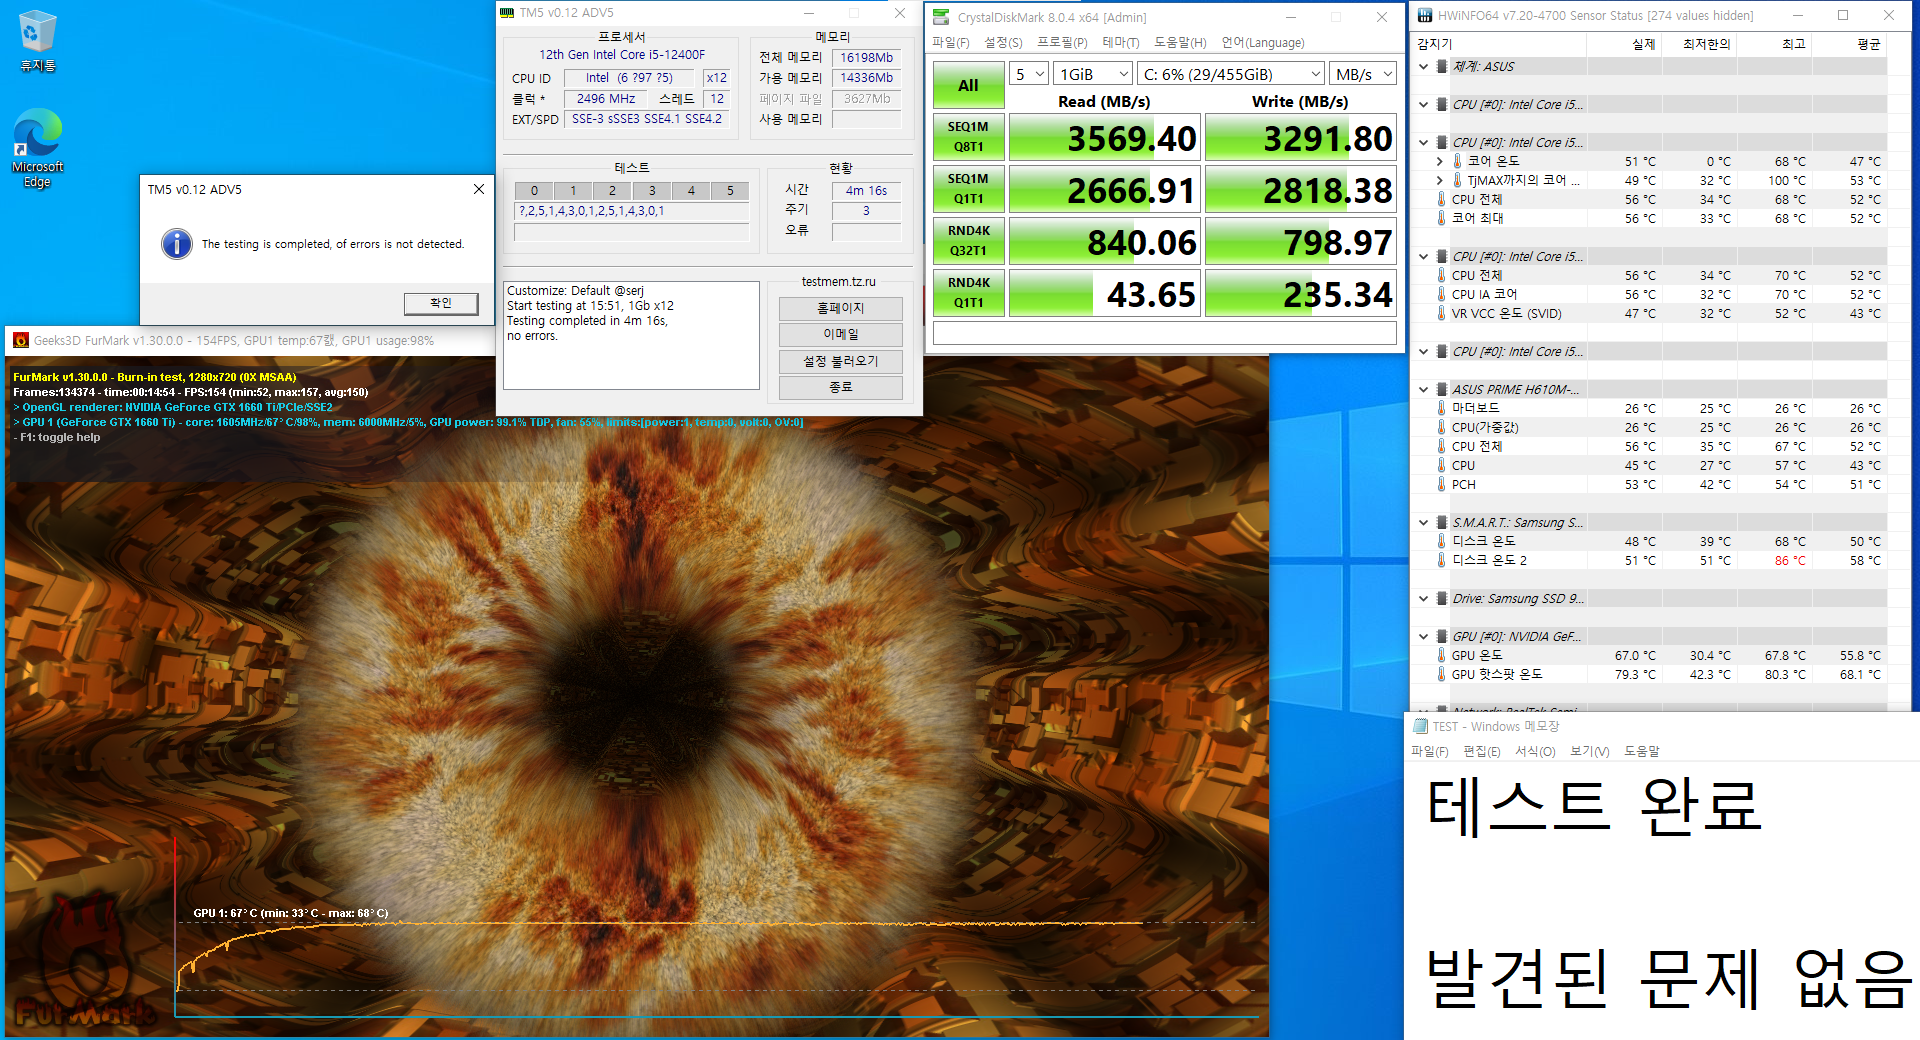 휴지통
Microsoft
Edge
TM5 v0.12 ADV5
The testing is completed, of errors is not detected.
확인
TM5 v0.12 ADV5
프로세서
12th Gen Intel Core i5-12400F
CPU ID Intel (6 ?97 ?5) x12
클럭 * 2496 MHz 스레드 12
EXT/SPD SSE-3 sSSE3 SSE4.1 SSE4.2
메모리
전체 메모리 16198Mb
가용 메모리 14336Mb
페이지 파일 3627Mb
사용 메모리
테스트
0 1 2 3 4 5
?,2,5,1,4,3,0,1,2,5,1,4,3,0,1
현황
시간 4m 16s
주기 3
오류
Customize: Default @serj
Start testing at 15:51, 1Gb x12
Testing completed in 4m 16s,
no errors.
testmem.tz.ru
홈페이지
이메일
설정 불러오기
종료
CrystalDiskMark 8.0.4 x64 [Admin]
파일(F) 설정(S) 프로필(P) 테마(T) 도움말(H) 언어(Language)
All 5 1GiB C: 6% (29/455GiB) MB/s
Read (MB/s) Write (MB/s)
SEQ1M
Q8T1 3569.40 3291.80
SEQ1M
Q1T1 2666.91 2818.38
RND4K
Q32T1 840.06 798.97
RND4K
Q1T1 43.65 235.34
HWiNFO64 v7.20-4700 Sensor Status [274 values hidden]
감지기 실제 최저한의 최고 평균
체계: ASUS
CPU [#0]: Intel Core i5...
CPU [#0]: Intel Core i5...
코어 온도 51 °C 0 °C 68 °C 47 °C
TjMAX까지의 코어 ... 49 °C 32 °C 100 °C 53 °C
CPU 전체 56 °C 34 °C 68 °C 52 °C
코어 최대 56 °C 33 °C 68 °C 52 °C
CPU [#0]: Intel Core i5...
CPU 전체 56 °C 34 °C 70 °C 52 °C
CPU IA 코어 56 °C 32 °C 70 °C 52 °C
VR VCC 온도 (SVID) 47 °C 32 °C 52 °C 43 °C
CPU [#0]: Intel Core i5...
ASUS PRIME H610M-...
마더보드 26 °C 25 °C 26 °C 26 °C
CPU(가중값) 26 °C 25 °C 26 °C 26 °C
CPU 전체 56 °C 35 °C 67 °C 52 °C
CPU 45 °C 27 °C 57 °C 43 °C
PCH 53 °C 42 °C 54 °C 51 °C
S.M.A.R.T.: Samsung S...
디스크 온도 48 °C 39 °C 68 °C 50 °C
디스크 온도 2 51 °C 51 °C 86 °C 58 °C
Drive: Samsung SSD 9...
GPU [#0]: NVIDIA GeF...
GPU 온도 67.0 °C 30.4 °C 67.8 °C 55.8 °C
GPU 핫스팟 온도 79.3 °C 42.3 °C 80.3 °C 68.1 °C
Network: RealTek Semi...
Geeks3D FurMark v1.30.0.0 - 154FPS, GPU1 temp:67캜, GPU1 usage:98%
FurMark v1.30.0.0 - Burn-in test, 1280x720 (0X MSAA)
Frames:134374 - time:00:14:54 - FPS:154 (min:52, max:157, avg:150)
> OpenGL renderer: NVIDIA GeForce GTX 1660 Ti/PCIe/SSE2
> GPU 1 (GeForce GTX 1660 Ti) - core: 1605MHz/67°C/98%, mem: 6000MHz/5%, GPU power: 99.1% TDP, fan: 55%, limits:[power:1, temp:0, volt:0, OV:0]
- F1: toggle help
GPU 1: 67°C (min: 33°C - max: 68°C)
FurMark
TEST - Windows 메모장
파일(F) 편집(E) 서식(O) 보기(V) 도움말
테스트 완료
발견된 문제 없음